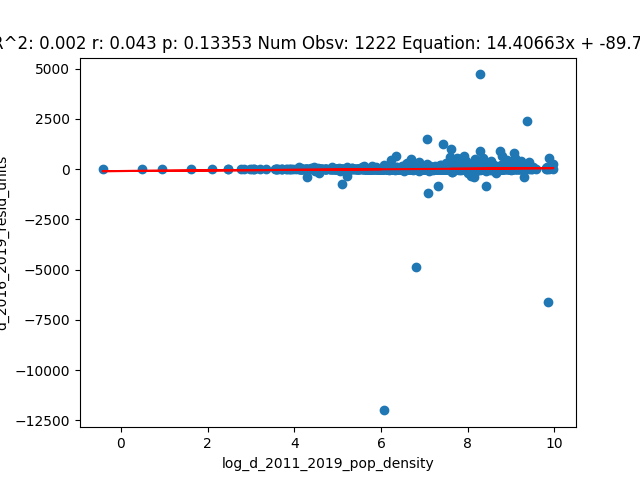 R^2: 0.002 r: 0.043 p: 0.13353 Num Obsv: 1222 Equation: 14.40663x + -89.7
5000
2500
0
−2500
−5000
−7500
−10000
−12500
d_2016_2019_resid_units
0 2 4 6 8 10
log_d_2011_2019_pop_density